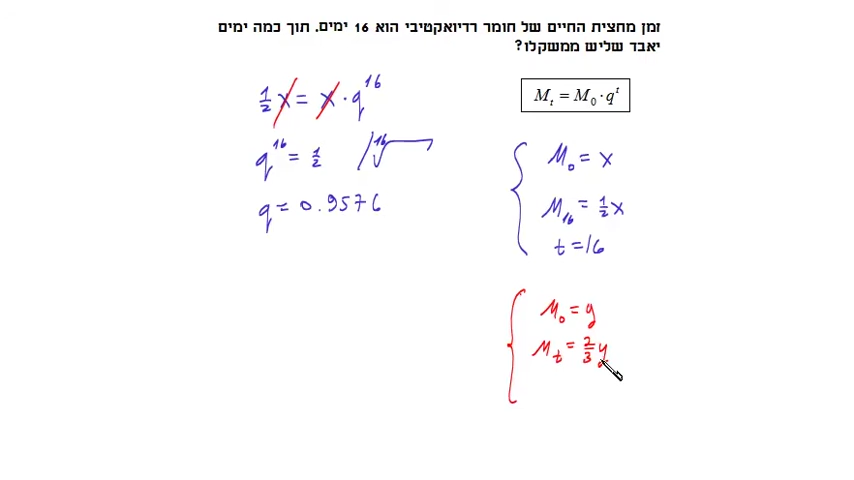 זמן מחצית החיים של חומר רדיואקטיבי הוא 16 ימים. תוך כמה ימים
יאבד שליש ממשקלו?
M_t = M_0 · q^t
½x = x · q^16
q^16 = ½ /16√
q = 0.9576
M_0 = x
M_16 = ½x
t = 16
M_0 = y
M_t = ⅔y